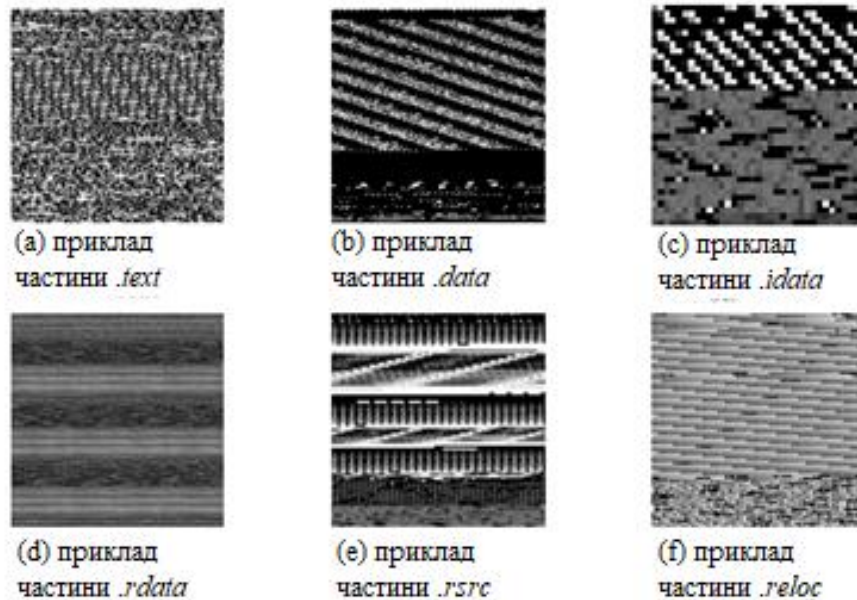 (a) приклад
частини .text
(b) приклад
частини .data
(c) приклад
частини .idata
(d) приклад
частини .rdata
(e) приклад
частини .rsrc
(f) приклад
частини .reloc